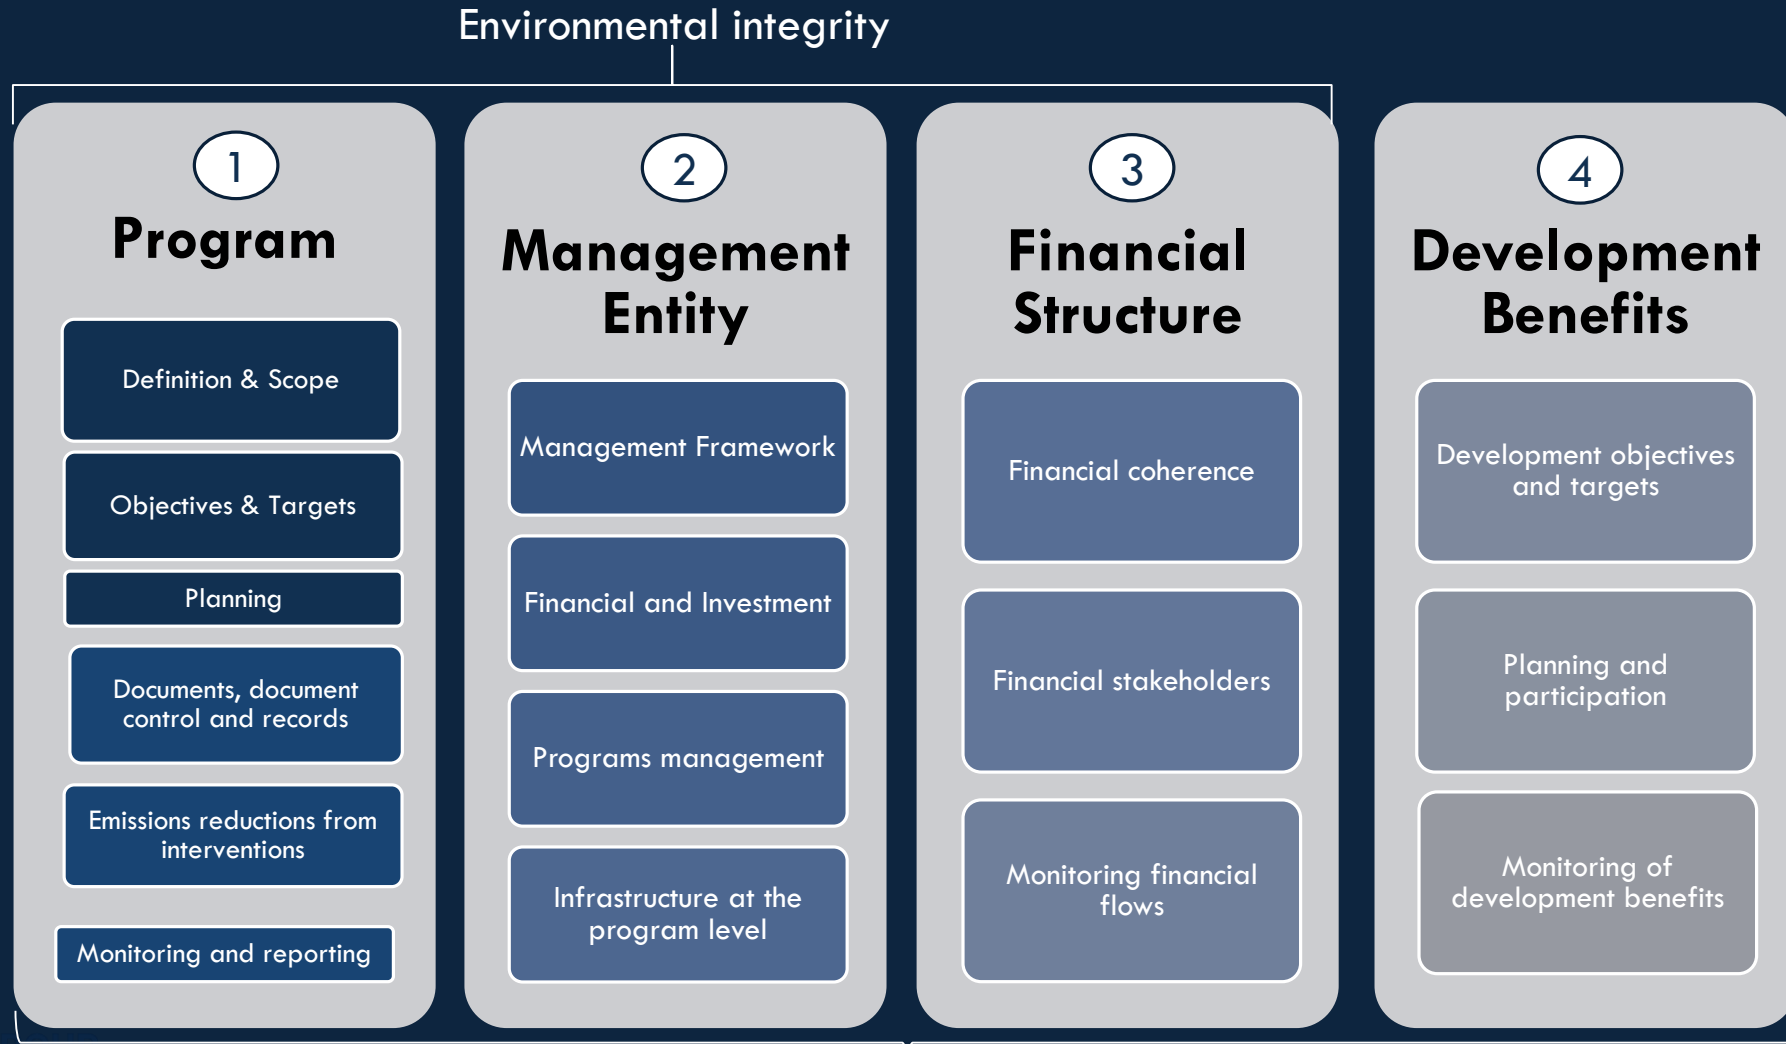 Environmental integrity
1
Program
Definition & Scope
Objectives & Targets
Planning
Documents, document
control and records
Emissions reductions from
interventions
Monitoring and reporting
2
Management
Entity
Management Framework
Financial and Investment
Programs management
Infrastructure at the
program level
3
Financial
Structure
Financial coherence
Financial stakeholders
Monitoring financial
flows
4
Development
Benefits
Development objectives
and targets
Planning and
participation
Monitoring of
development benefits